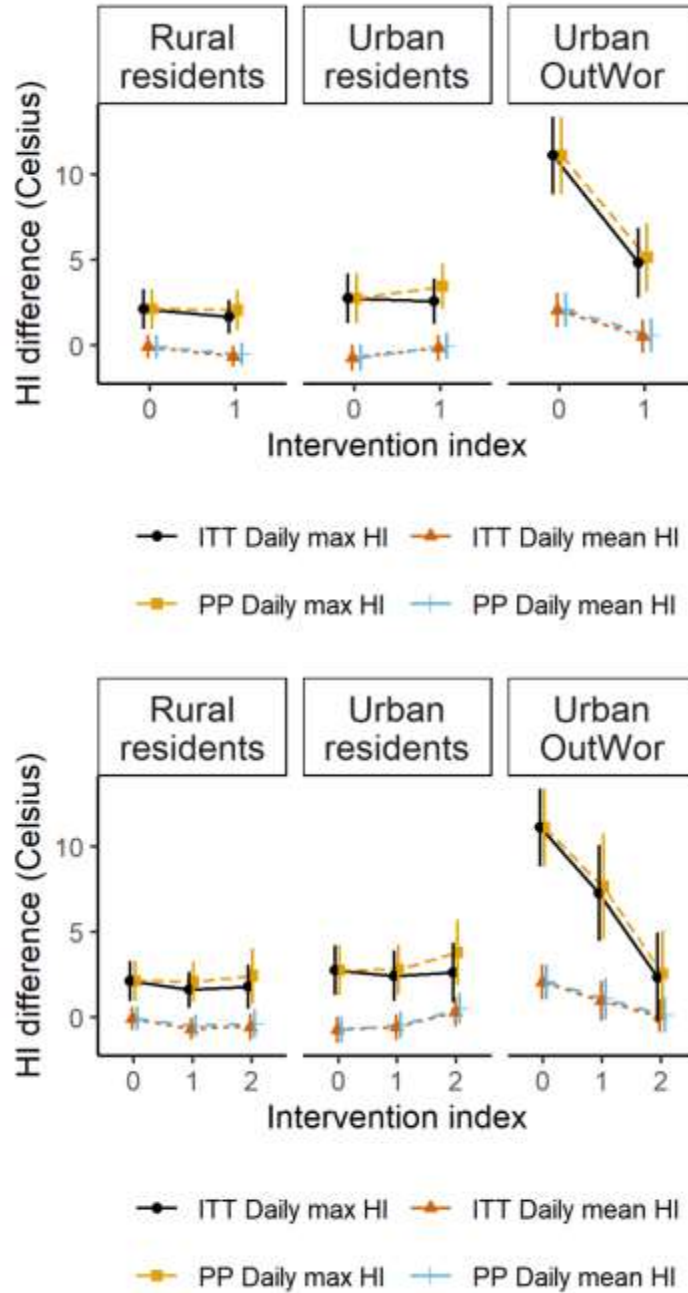 Rural residents
Urban residents
Urban OutWor
HI difference (Celsius)
10
5
0
0 1
0 1
0 1
Intervention index
ITT Daily max HI
ITT Daily mean HI
PP Daily max HI
PP Daily mean HI
Rural residents
Urban residents
Urban OutWor
HI difference (Celsius)
10
5
0
0 1 2
0 1 2
0 1 2
Intervention index
ITT Daily max HI
ITT Daily mean HI
PP Daily max HI
PP Daily mean HI